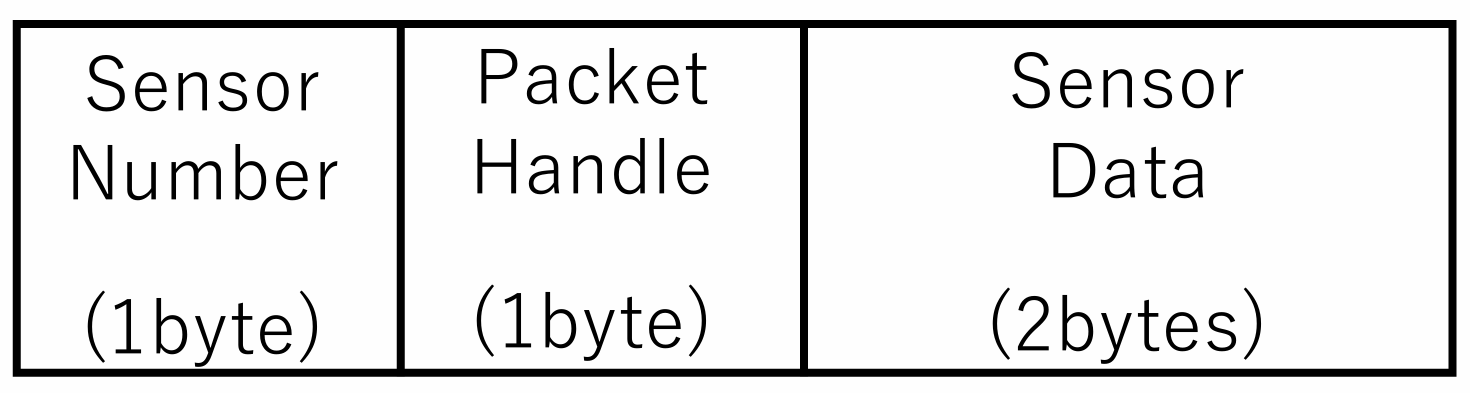 Sensor
Number
(1byte)
Packet
Handle
(1byte)
Sensor
Data
(2bytes)